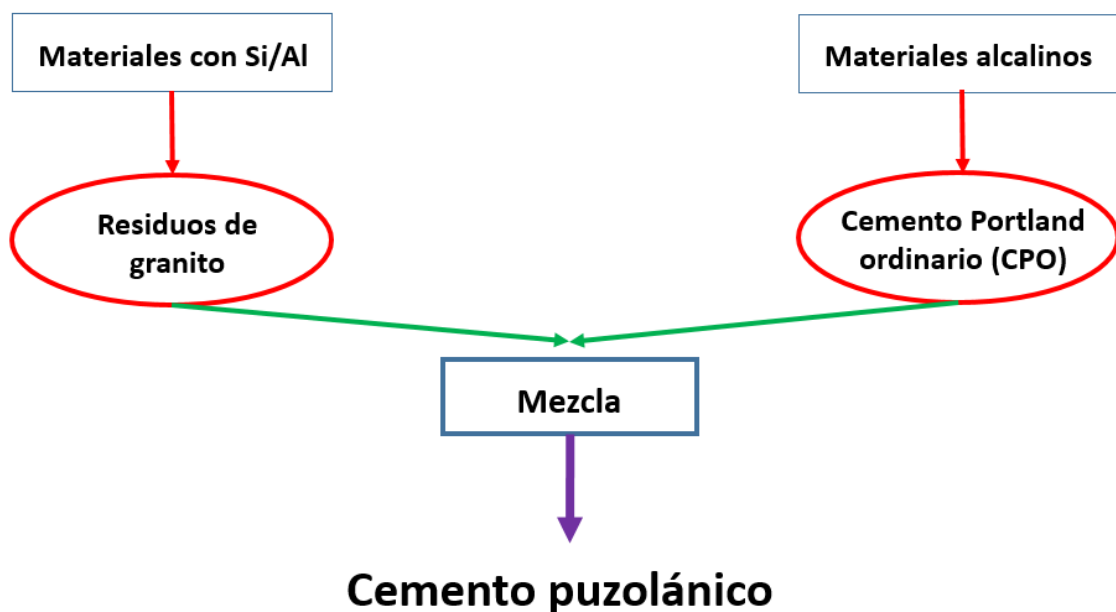 Materiales con Si/Al
Materiales alcalinos
Residuos de
granito
Cemento Portland
ordinario (CPO)
Mezcla
Cemento puzolánico